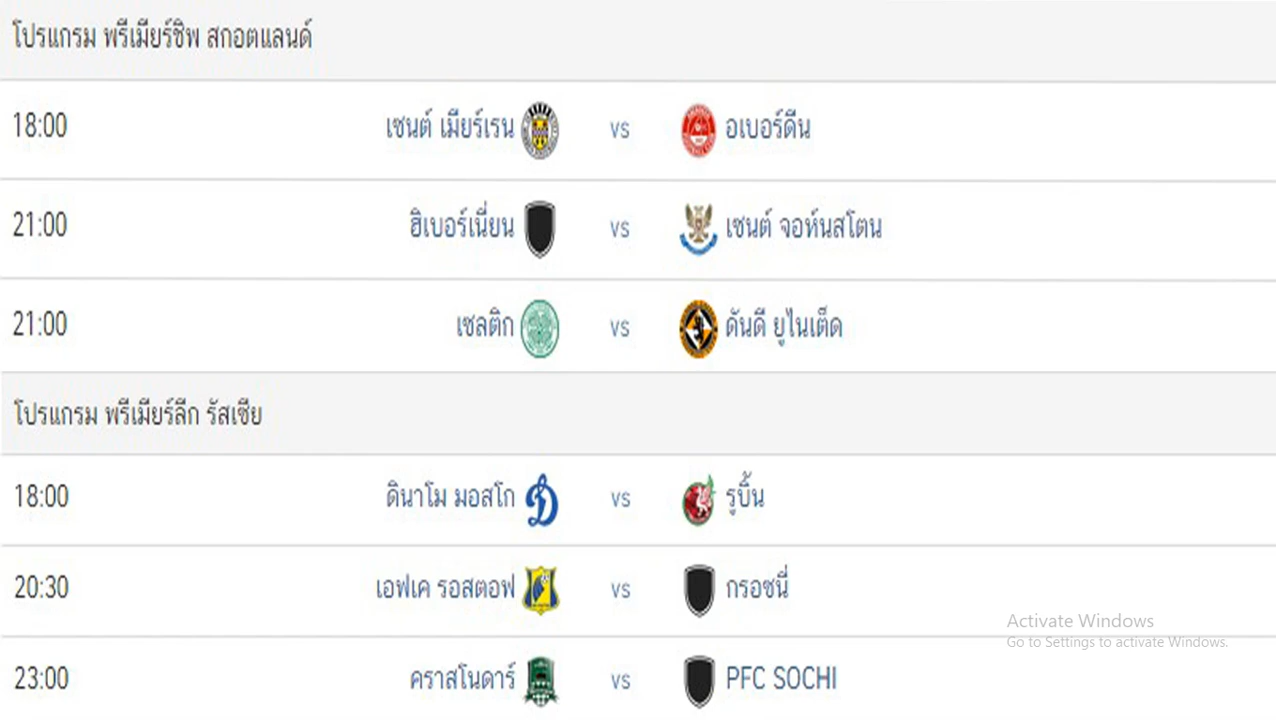 โปรแกรม พรีเมียร์ชิพ สกอตแลนด์
18:00 เซนต์ เมียร์เรน vs อเบอร์ดีน
21:00 ฮิเบอร์เนี่ยน vs เซนต์ จอห์นสโตน
21:00 เซลติก vs ดันดี ยูไนเต็ด
โปรแกรม พรีเมียร์ลีก รัสเซีย
18:00 ดินาโม มอสโก vs รูบิ้น
20:30 เอฟเค รอสตอฟ vs กรอซนี่
23:00 คราสโนดาร์ vs PFC SOCHI
Activate Windows
Go to Settings to activate Windows.